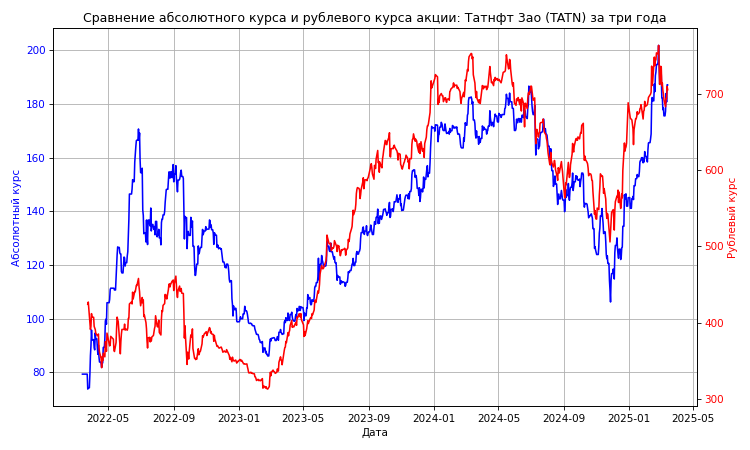 Сравнение абсолютного курса и рублевого курса акции: Татнфт 3ао (TATN) за три года
Абсолютный курс
200
180
160
140
120
100
80
Рублевый курс
700
600
500
400
300
2022-05 2022-09 2023-01 2023-05 2023-09 2024-01 2024-05 2024-09 2025-01 2025-05
Дата